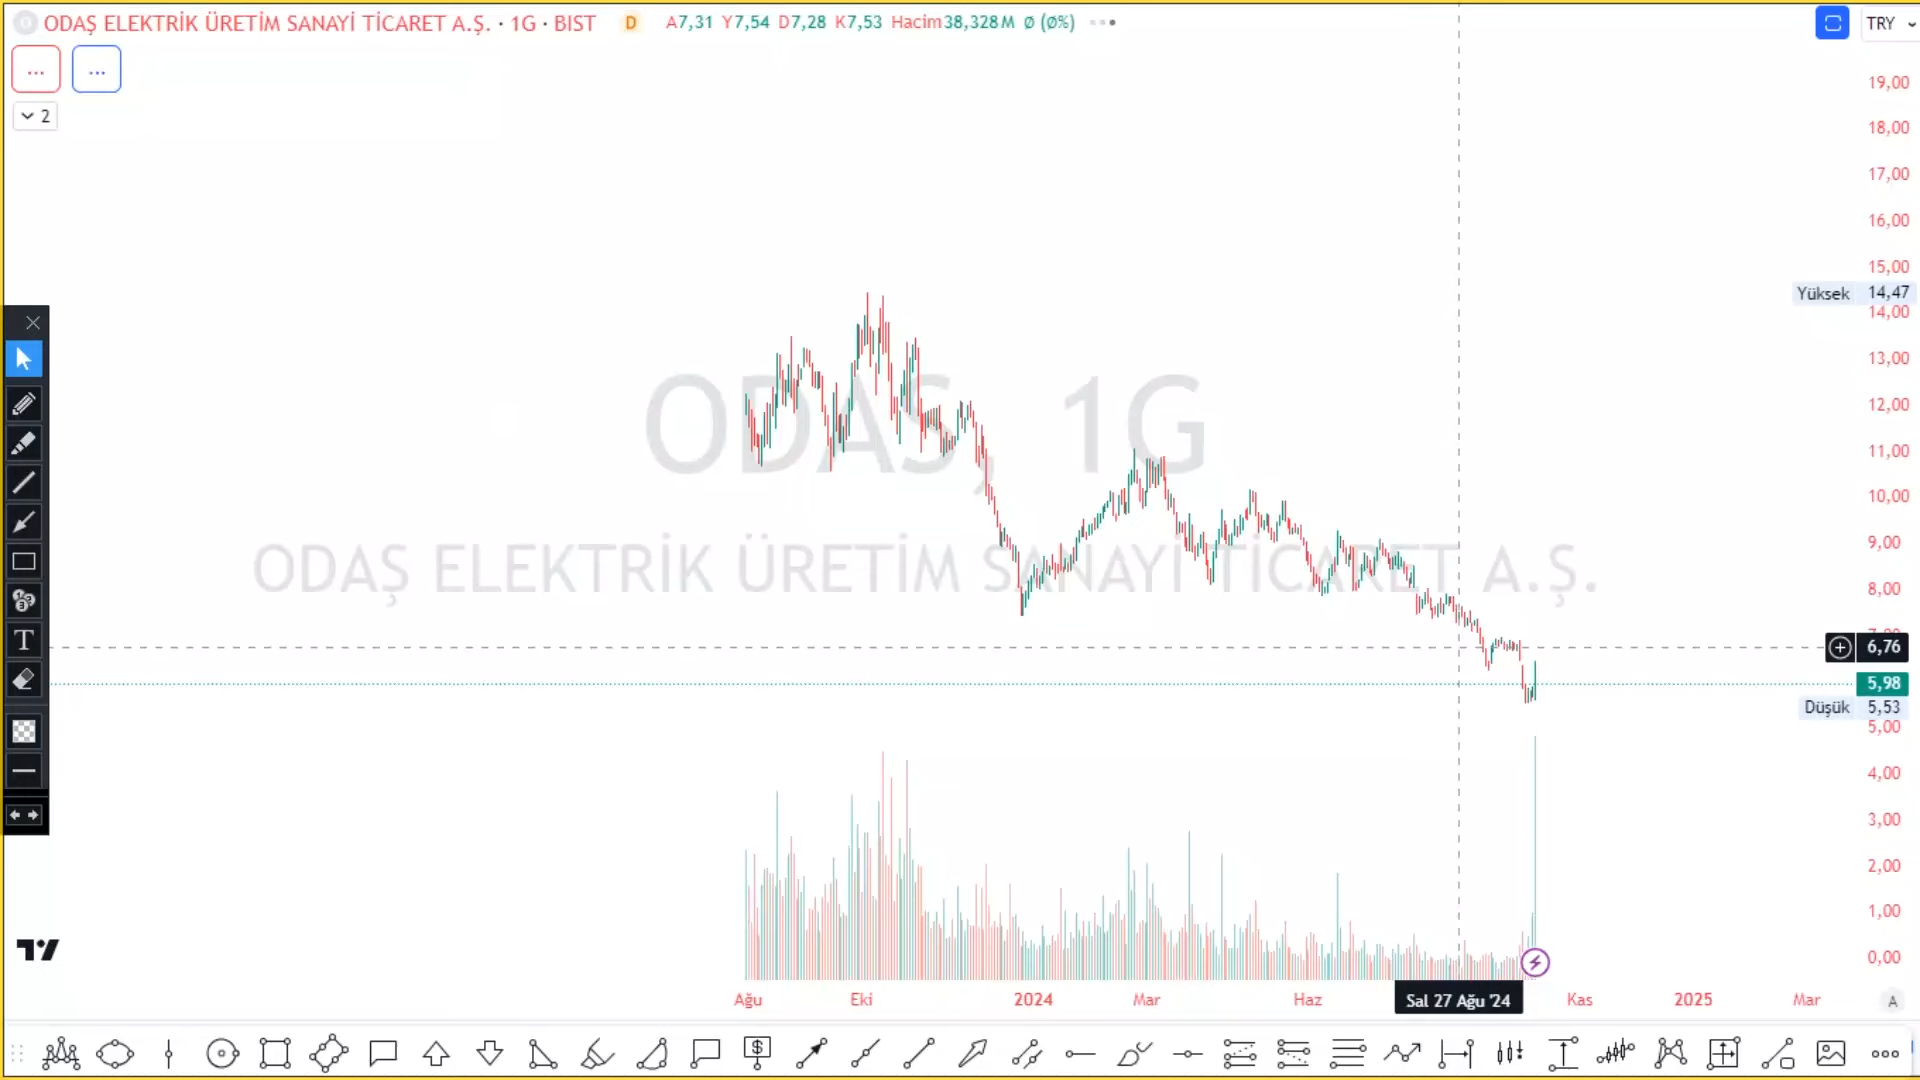 ODAŞ ELEKTRİK ÜRETİM SANAYİ TİCARET A.Ş. · 1G · BIST D A7,31 Y7,54 D7,28 K7,53 Hacim38,328M Ø (Ø%)
TRY
...
...
2
19,00
18,00
17,00
16,00
15,00
Yüksek 14,47
14,00
13,00
12,00
11,00
10,00
9,00
8,00
6,76
5,98
Düşük 5,53
5,00
4,00
3,00
2,00
1,00
0,00
ODAS, 1G
ODAŞ ELEKTRİK ÜRETİM SANAYİ TİCARET A.Ş.
T
Ağu Eki 2024 Mar Haz Sal 27 Ağu '24 Kas 2025 Mar A